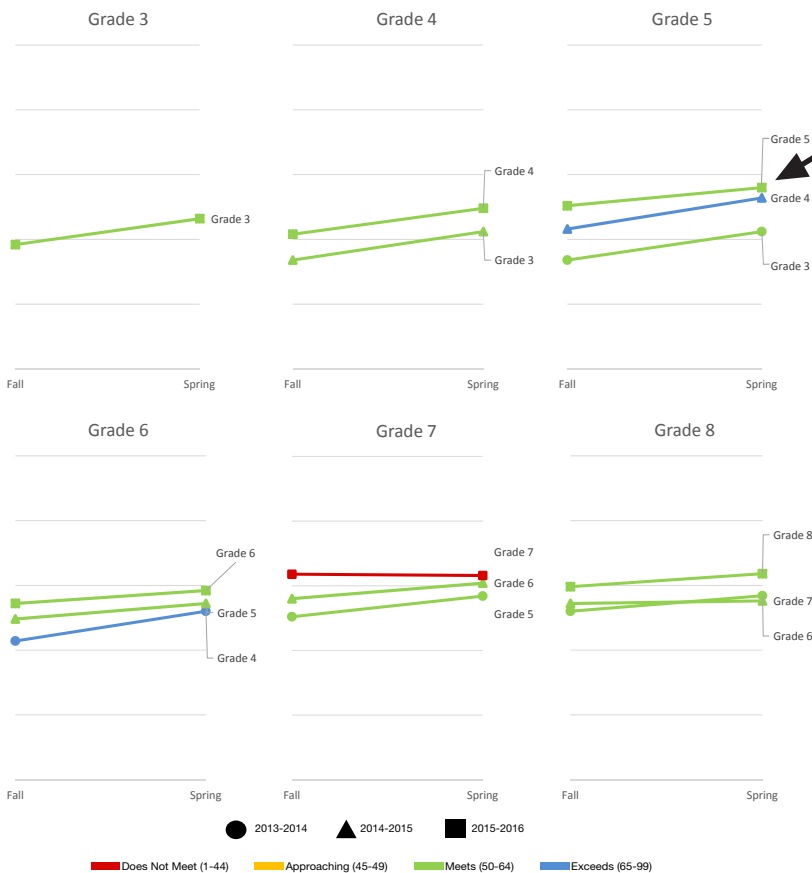 Grade 3
Grade 4
Grade 5
Grade 3
Grade 4
Grade 3
Grade 5
Grade 4
Grade 3
Fall
Spring
Fall
Spring
Fall
Spring
Grade 6
Grade 7
Grade 8
Grade 6
Grade 5
Grade 4
Grade 7
Grade 6
Grade 5
Grade 8
Grade 7
Grade 6
Fall
Spring
Fall
Spring
Fall
Spring
2013-2014
2014-2015
2015-2016
Does Not Meet (1-44)
Approaching (45-49)
Meets (50-64)
Exceeds (65-99)